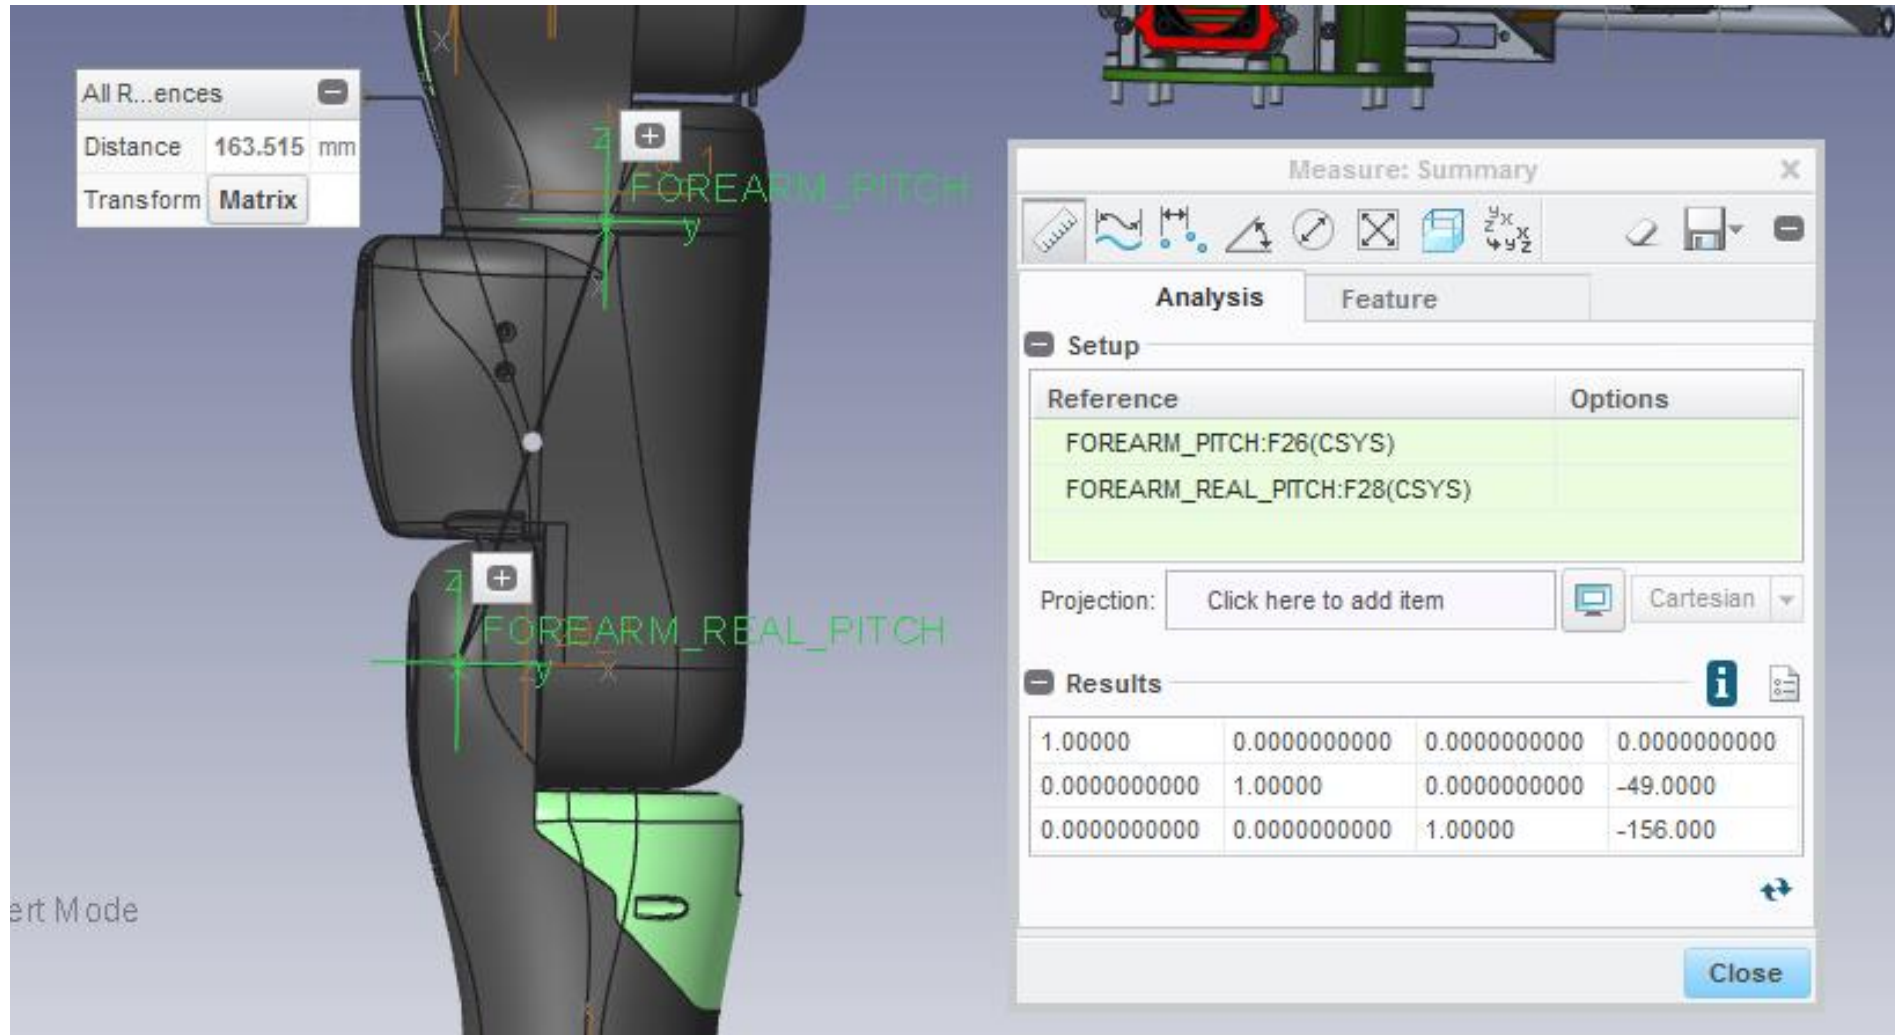 All R...ences
Distance 163.515 mm
Transform Matrix
Z
FOREARM_PITCH
y
X
Z
FOREARM_REAL_PITCH
y
X
ert Mode
Measure: Summary
Analysis Feature
Setup
Reference Options
FOREARM_PITCH:F26(CSYS)
FOREARM_REAL_PITCH:F28(CSYS)
Projection: Click here to add item Cartesian
Results
1.00000 0.0000000000 0.0000000000 0.0000000000
0.0000000000 1.00000 0.0000000000 -49.0000
0.0000000000 0.0000000000 1.00000 -156.000
Close